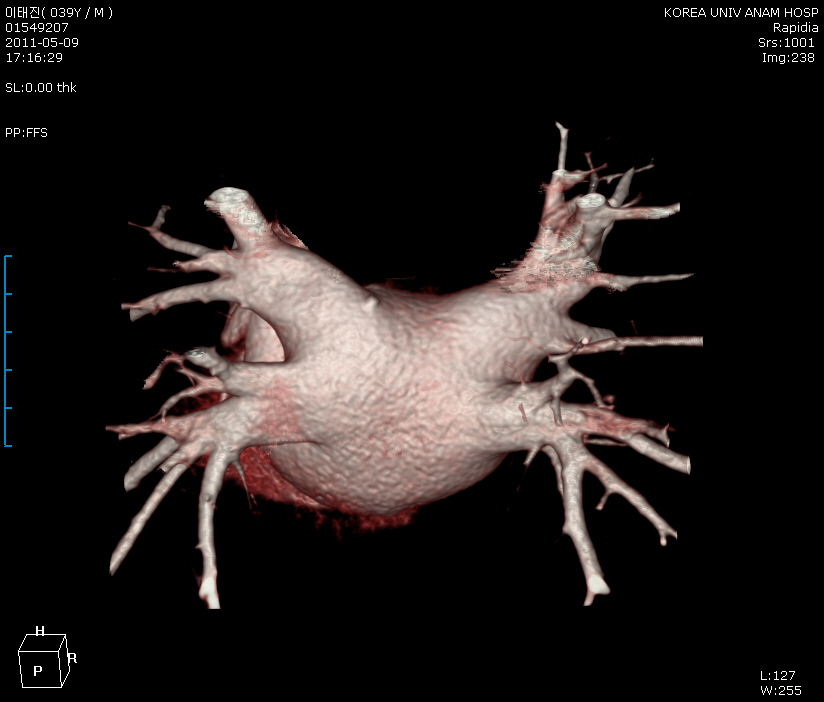 이태진( 039Y / M )
01549207
2011-05-09
17:16:29
SL:0.00 thk
PP:FFS
KOREA UNIV ANAM HOSP
Rapidia
Srs:1001
Img:238
H
P
R
L:127
W:255